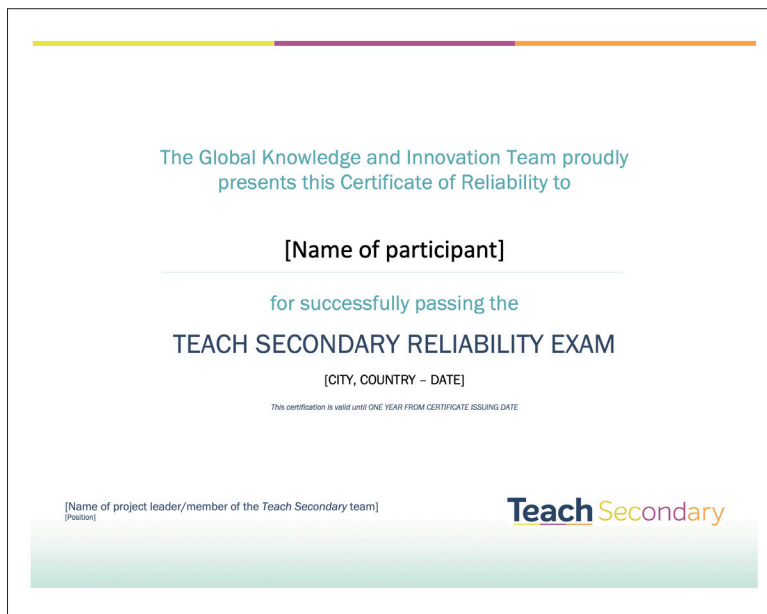 The Global Knowledge and Innovation Team proudly
presents this Certificate of Reliability to
[Name of participant]
for successfully passing the
TEACH SECONDARY RELIABILITY EXAM
[CITY, COUNTRY – DATE]
This certification is valid until ONE YEAR FROM CERTIFICATE ISSUING DATE
[Name of project leader/member of the Teach Secondary team]
[Position]
Teach Secondary